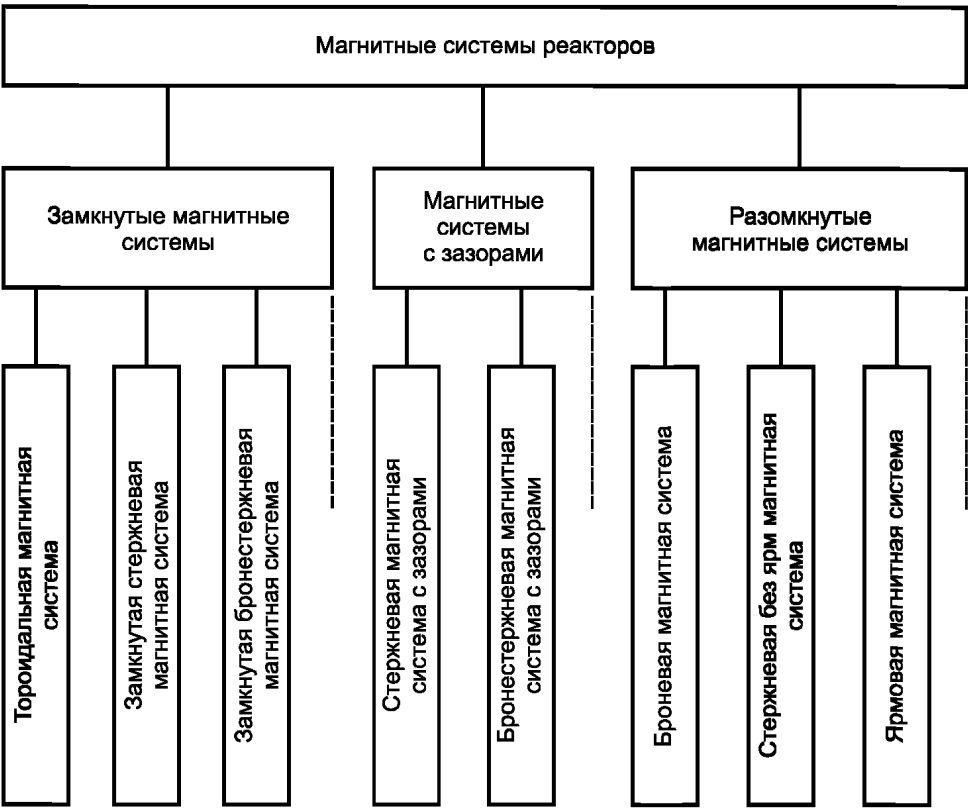 Магнитные системы реакторов
Замкнутые магнитные
системы
Магнитные
системы
с зазорами
Разомкнутые
магнитные системы
Тороидальная магнитная
система
Замкнутая стержневая
магнитная система
Замкнутая бронестержневая
магнитная система
Стержневая магнитная
система с зазорами
Бронестержневая магнитная
система с зазорами
Броневая магнитная система
Стержневая без ярм магнитная
система
Ярмовая магнитная система